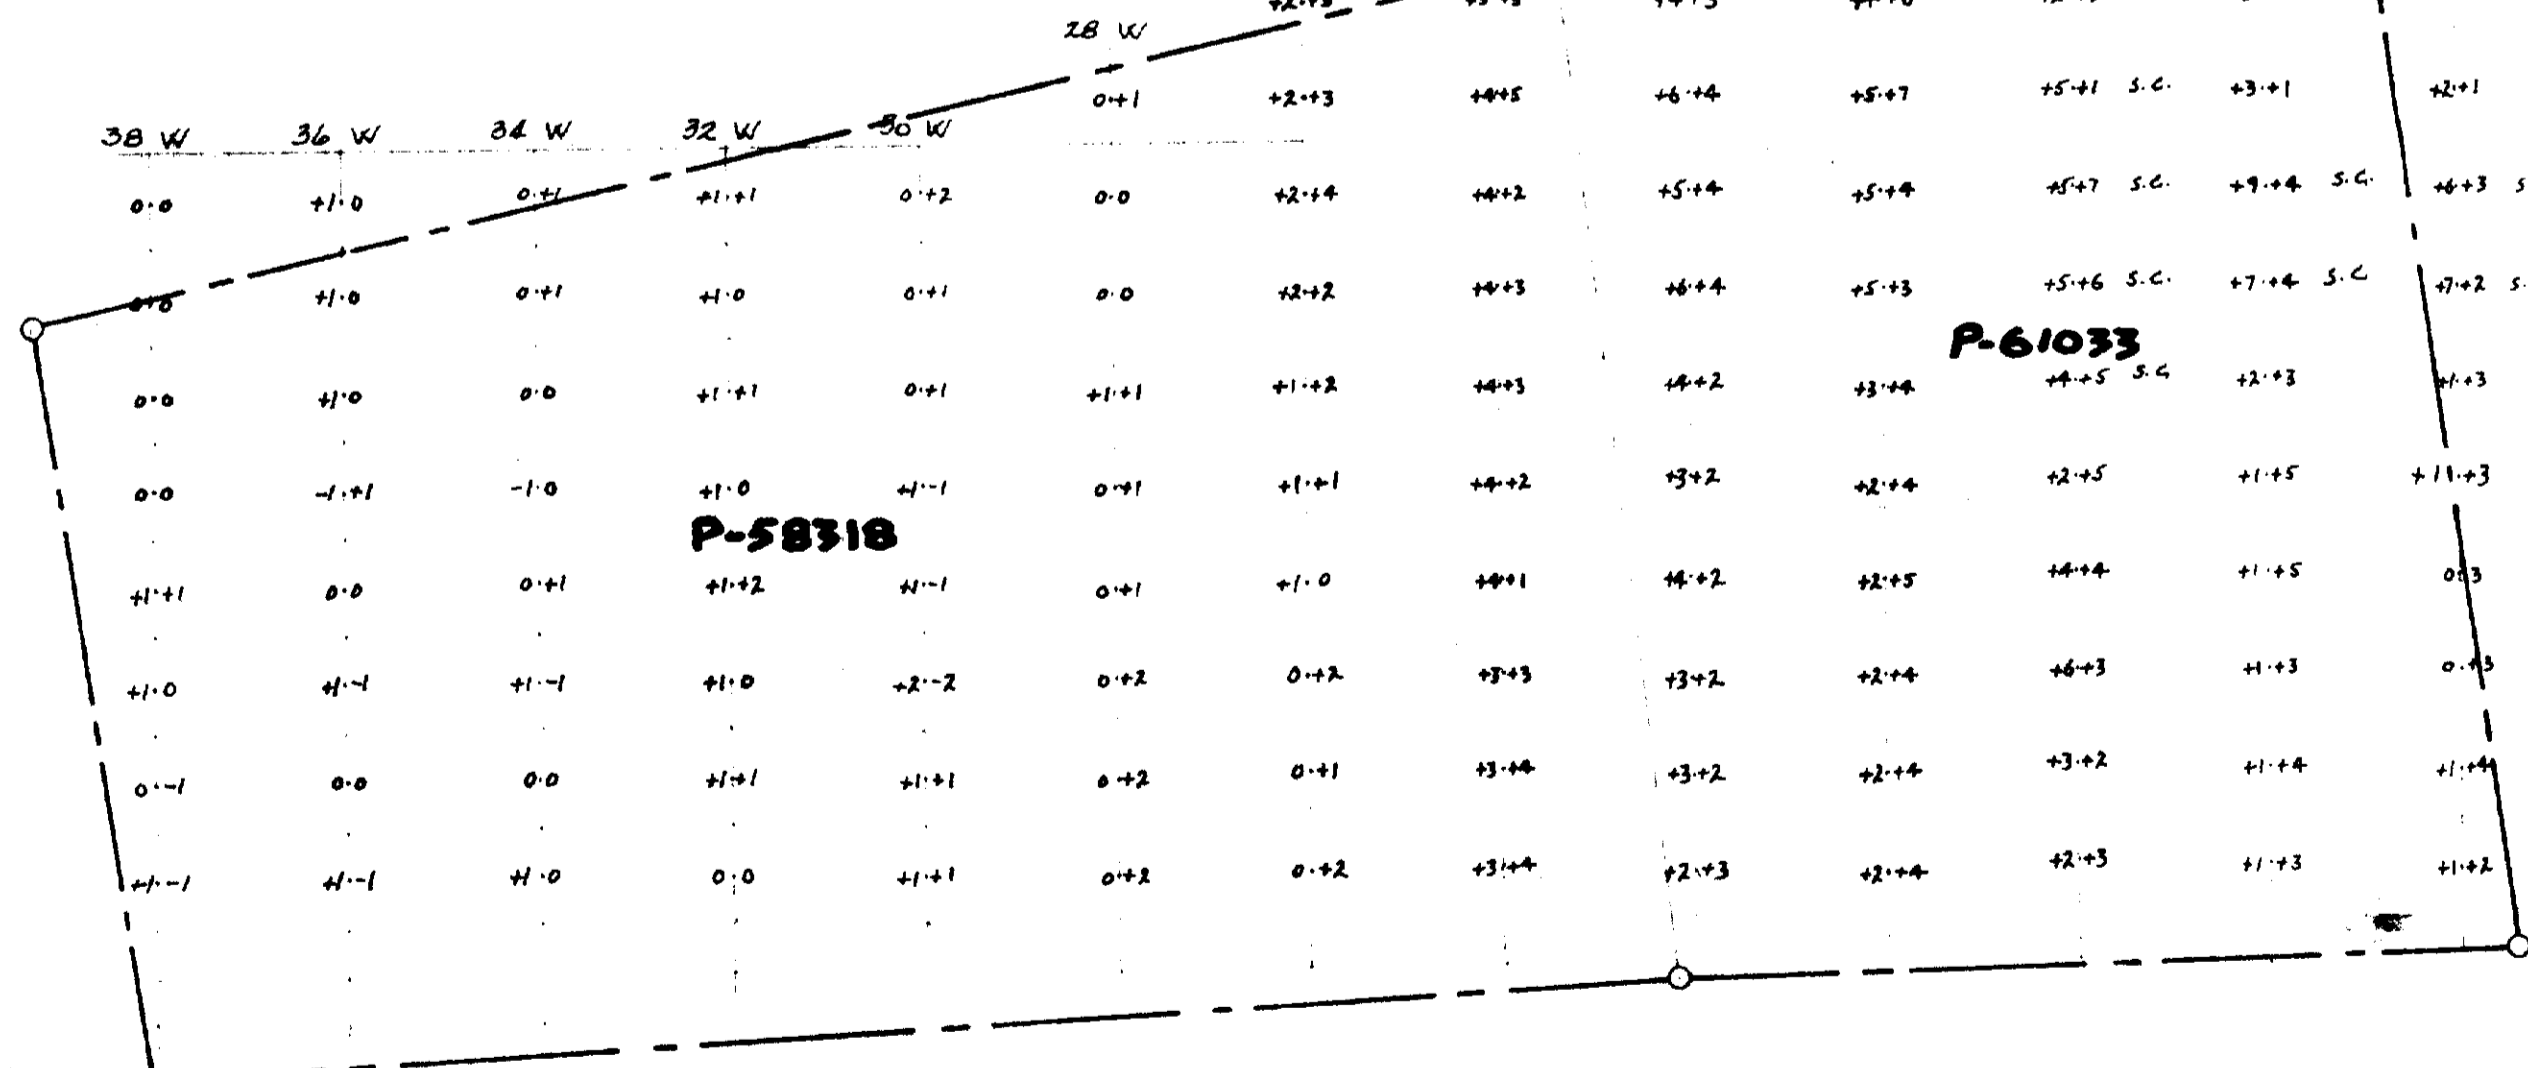 28 W
0·+1 +2·+3 +4·+5 +6·+4 +5·+7 +5·+1 S.C. +3·+1 +2·+1
38 W 36 W 34 W 32 W 30 W
0·0 +1·0 0·+1 +1·+1 0·+2 0·0 +2·+4 +4·+2 +5·+4 +5·+4 +5·+7 S.C. +9·+4 S.C. +6·+3
0·0 +1·0 0·+1 +1·0 0·+1 0·0 +2·+2 +4·+3 +6·+4 +5·+3 +5·+6 S.C. +7·+4 S.C +7·+2
P-61033
0·0 +1·0 0·0 +1·+1 0·+1 +1·+1 +1·+2 +4·+3 +4·+2 +3·+4 +4·+5 S.C +2·+3 +1·+3
0·0 -1·+1 -1·0 +1·0 +1·-1 0·+1 +1·+1 +4·+2 +3·+2 +2·+4 +2·+5 +1·+5 +11·+3
P-58318
+1·+1 0·0 0·+1 +1·+2 +1·-1 0·+1 +1·0 +4·+1 +4·+2 +2·+5 +4·+4 +1·+5
+1·0 +1·-1 +1·-1 +1·0 +2·-2 0·+2 0·+2 +3·+3 +3·+2 +2·+4 +6·+3 +1·+3 0·+3
0·-1 0·0 0·0 +1·+1 +1·+1 0·+2 0·+1 +3·+4 +3·+2 +2·+4 +3·+2 +1·+4 +1·+4
+1·-1 +1·-1 +1·0 0·0 +1·+1 0·+2 0·+2 +3·+4 +2·+3 +2·+4 +2·+3 +1·+3 +1·+2